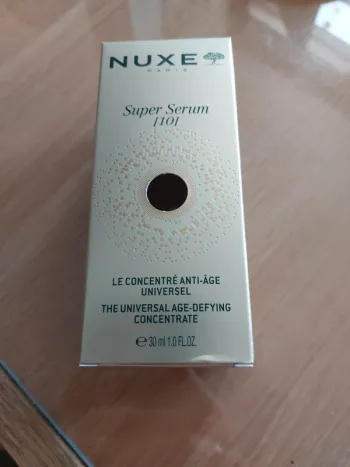 NUXE
PARIS
Super Serum
[10]
LE CONCENTRÉ ANTI-ÂGE
UNIVERSEL
THE UNIVERSAL AGE-DEFYING
CONCENTRATE
℮ 30 ml 1.0 FL.OZ.